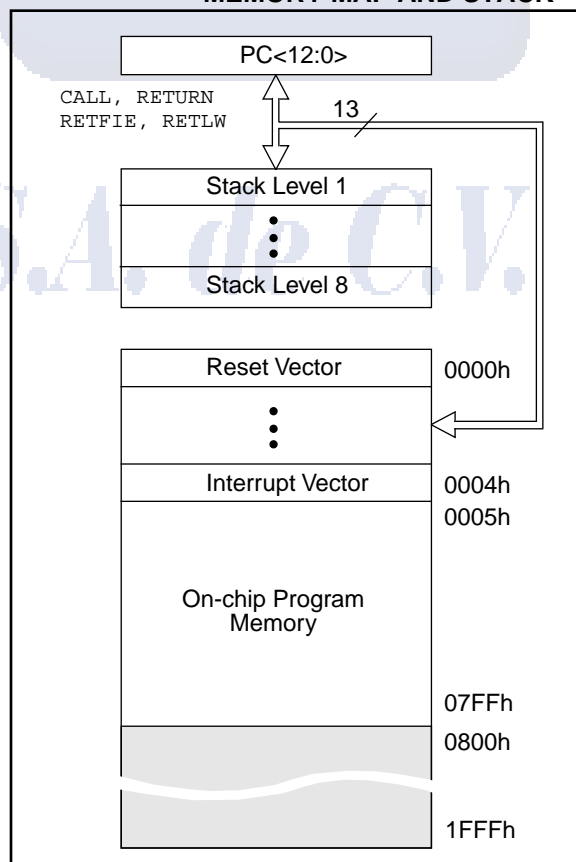 MEMORY MAP AND STACK
PC<12:0>
CALL, RETURN
RETFIE, RETLW
13
Stack Level 1
Stack Level 8
Reset Vector
0000h
Interrupt Vector
0004h
0005h
On-chip Program
Memory
07FFh
0800h
1FFFh
S.A. de C.V.